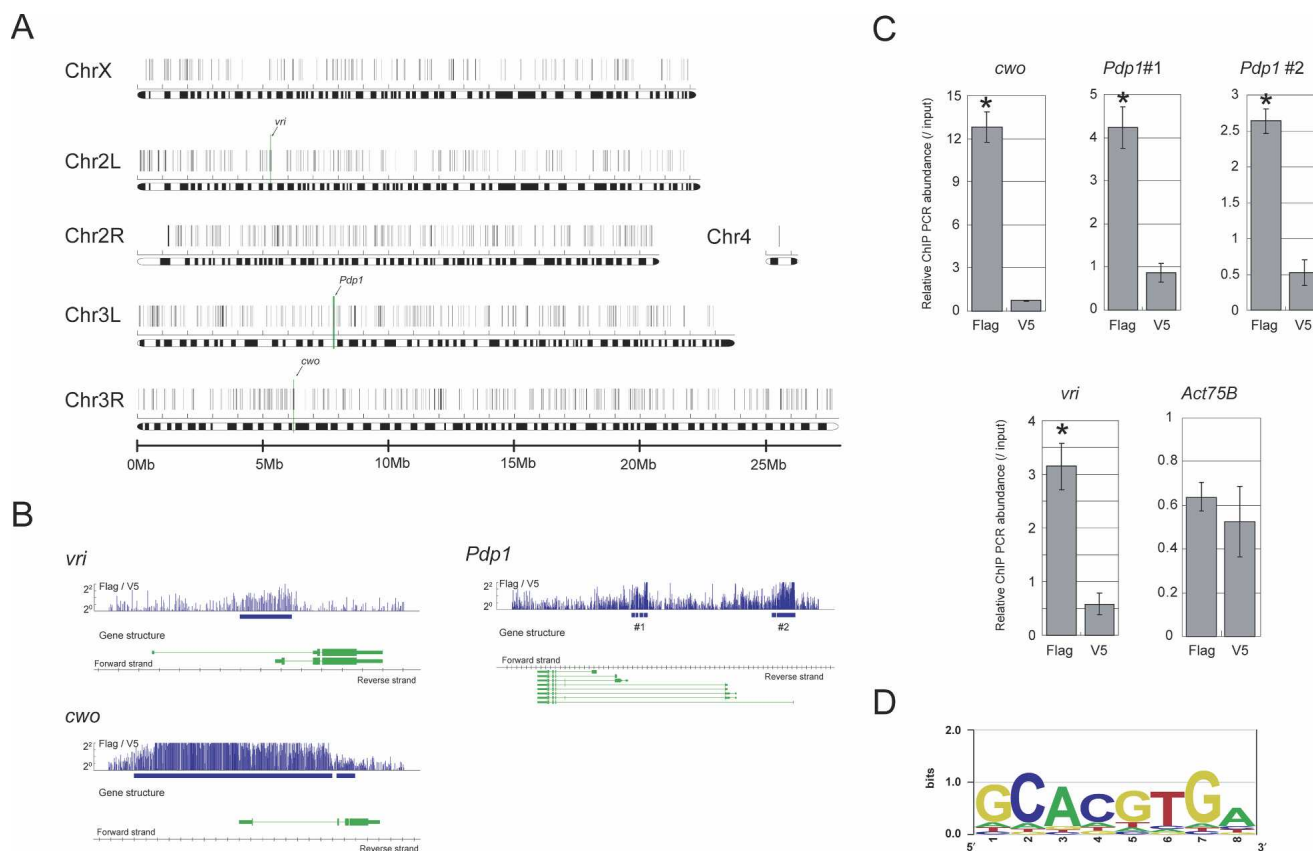 A
ChrX
vri
Chr2L
Chr2R
Chr4
Pdp1
Chr3L
cwo
Chr3R
0Mb 5Mb 10Mb 15Mb 20Mb 25Mb
B
vri
2² Flag / V5
2⁰
Gene structure
Forward strand
Reverse strand
Pdp1
2² Flag / V5
2⁰
#1 #2
Gene structure
Forward strand
Reverse strand
cwo
2² Flag / V5
2⁰
Gene structure
Forward strand
Reverse strand
C
cwo
Relative ChIP PCR abundance (/ input)
15
12
9
6
3
0
*
Flag V5
Pdp1#1
5
4
3
2
1
0
*
Flag V5
Pdp1 #2
3
2.5
2
1.5
1
0.5
0
*
Flag V5
vri
Relative ChIP PCR abundance (/ input)
4
3
2
1
0
*
Flag V5
Act75B
1
0.8
0.6
0.4
0.2
0
Flag V5
D
bits
2.0
1.0
0.0
GCACGTGA
5′ 1 2 3 4 5 6 7 8 3′